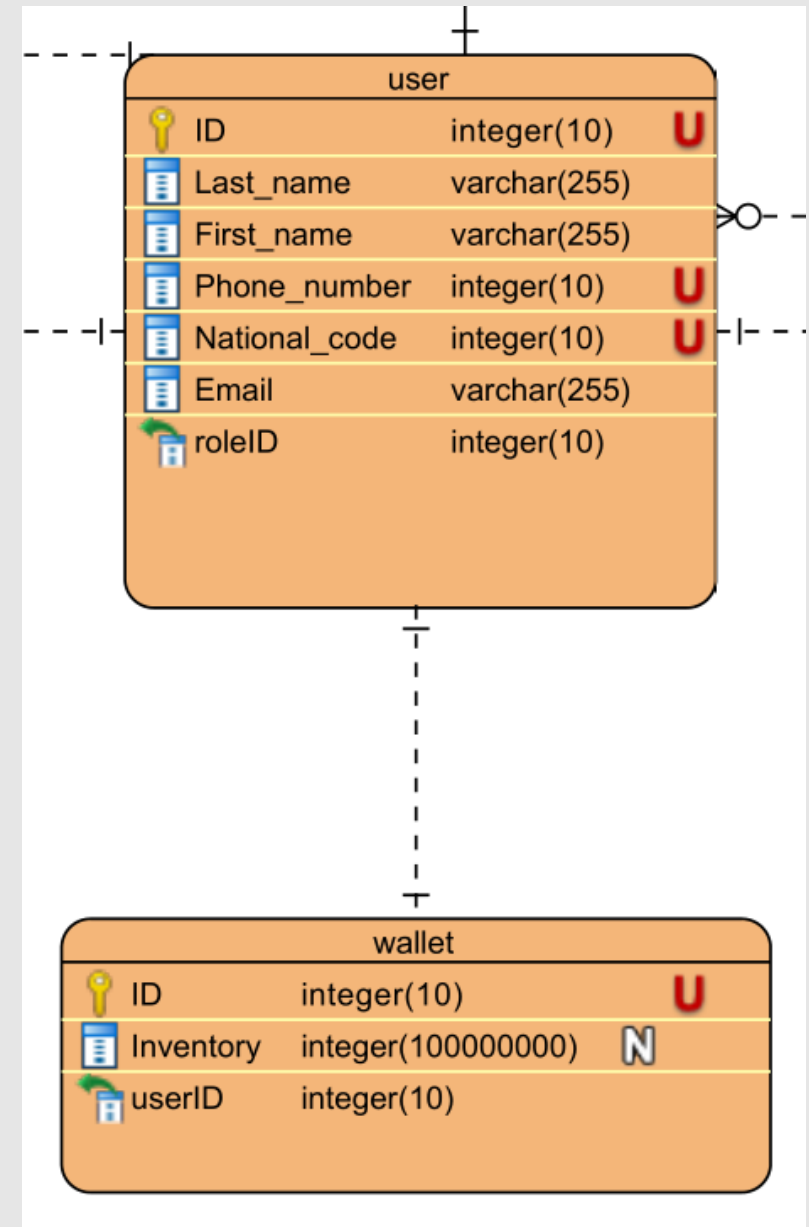 user
ID integer(10) U
Last_name varchar(255)
First_name varchar(255)
Phone_number integer(10) U
National_code integer(10) U
Email varchar(255)
roleID integer(10)
wallet
ID integer(10) U
Inventory integer(100000000) N
userID integer(10)